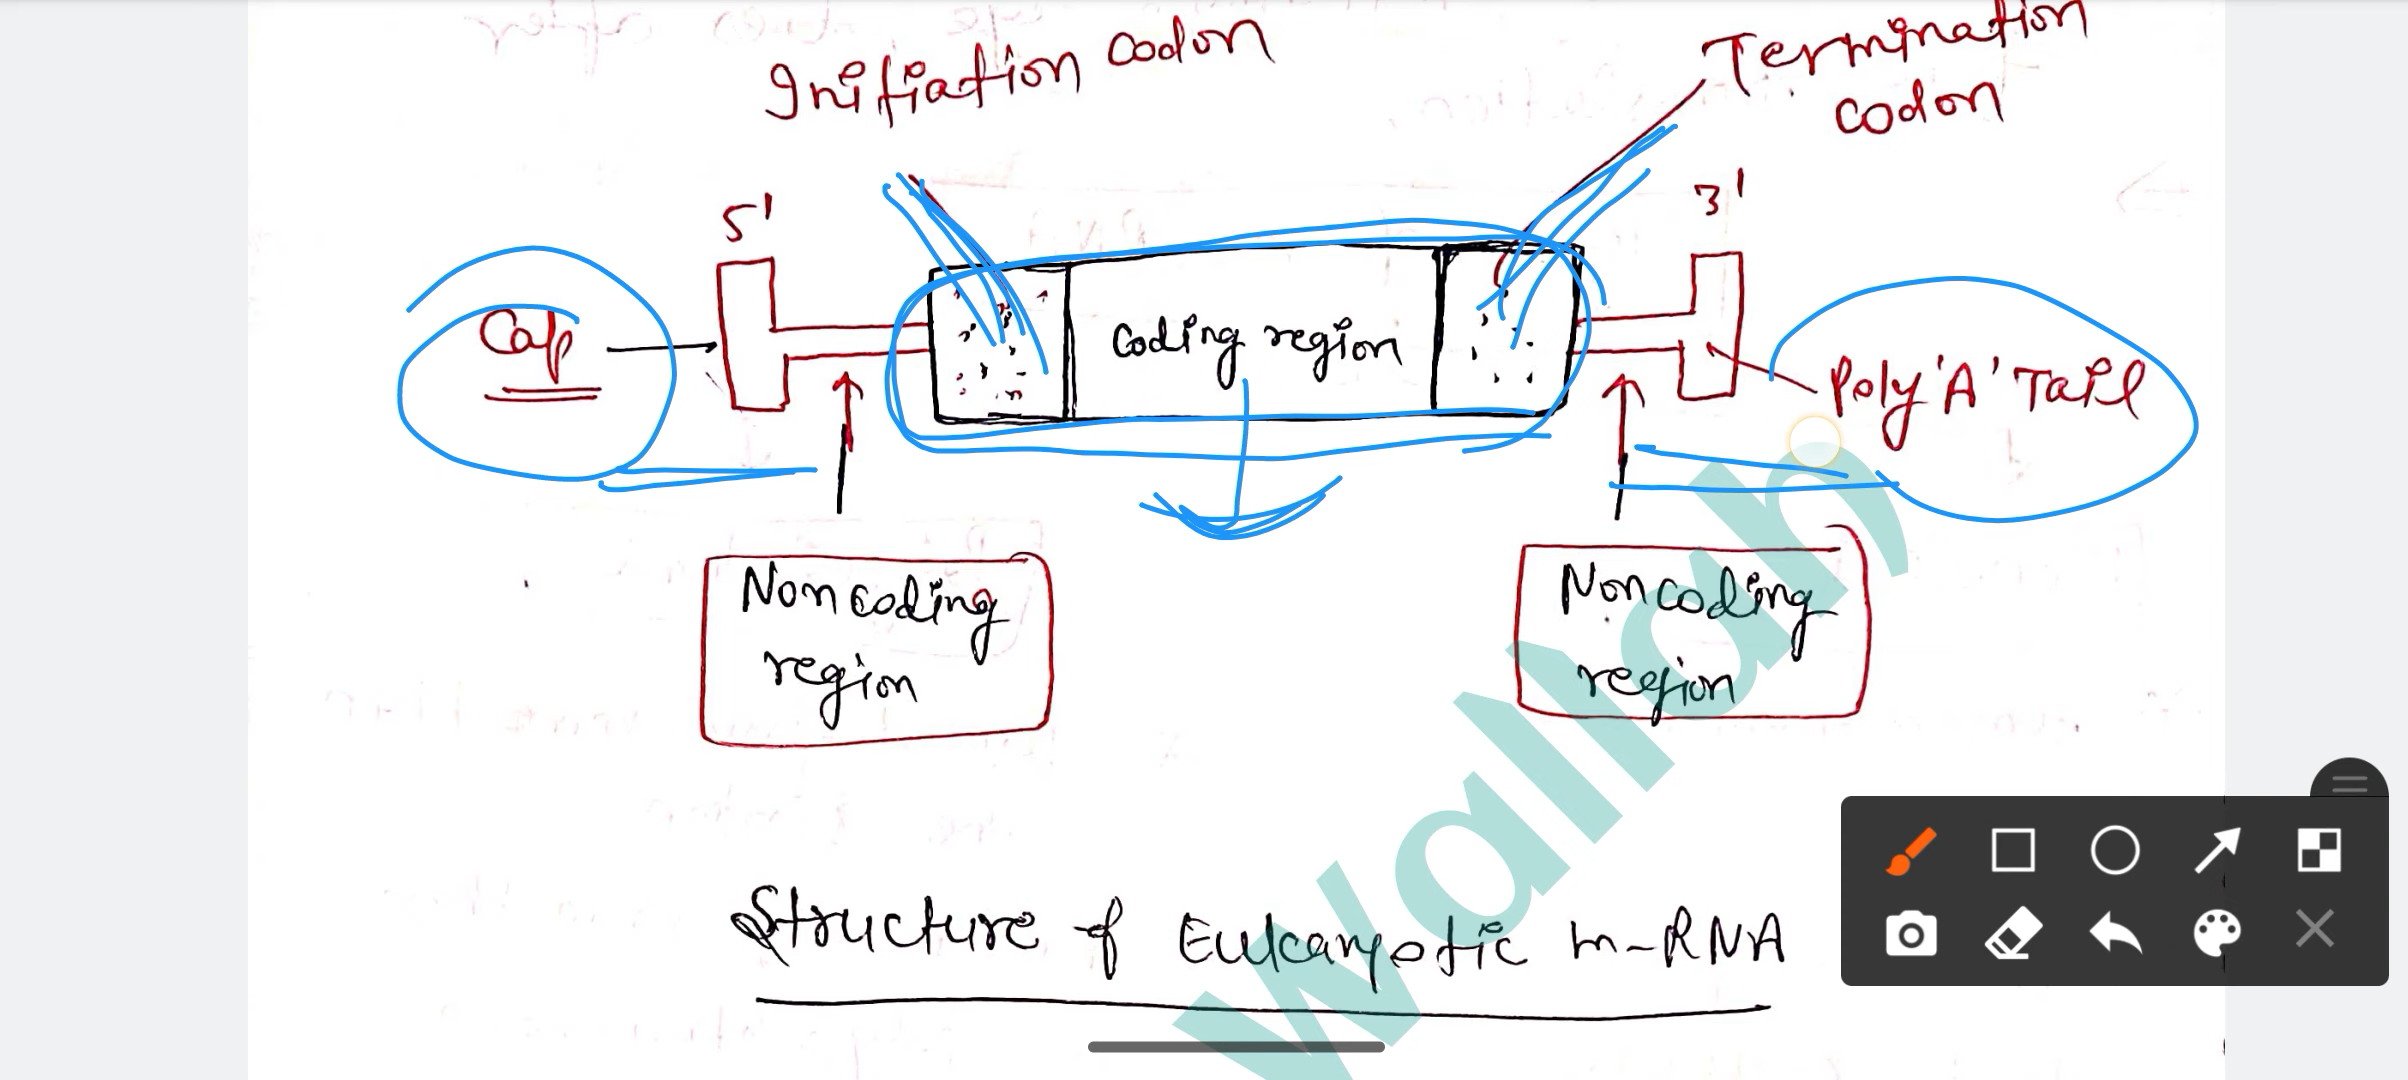 Initiation codon
Termination
codon
5'
3'
Cap
Coding region
Poly 'A' Tail
Non coding
region
Non coding
region
Structure of Eukaryotic m-RNA
wallah